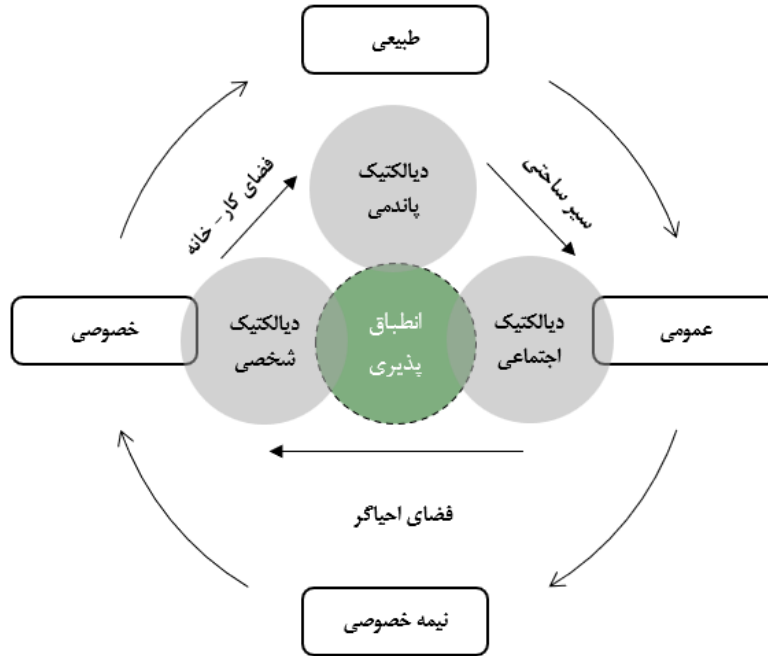 طبیعی
دیالکتیک
پاندمی
فضای کار- خانه
سیر ساحتی
عمومی
دیالکتیک
اجتماعی
انطباق
پذیری
دیالکتیک
شخصی
خصوصی
فضای احیاگر
نیمه خصوصی